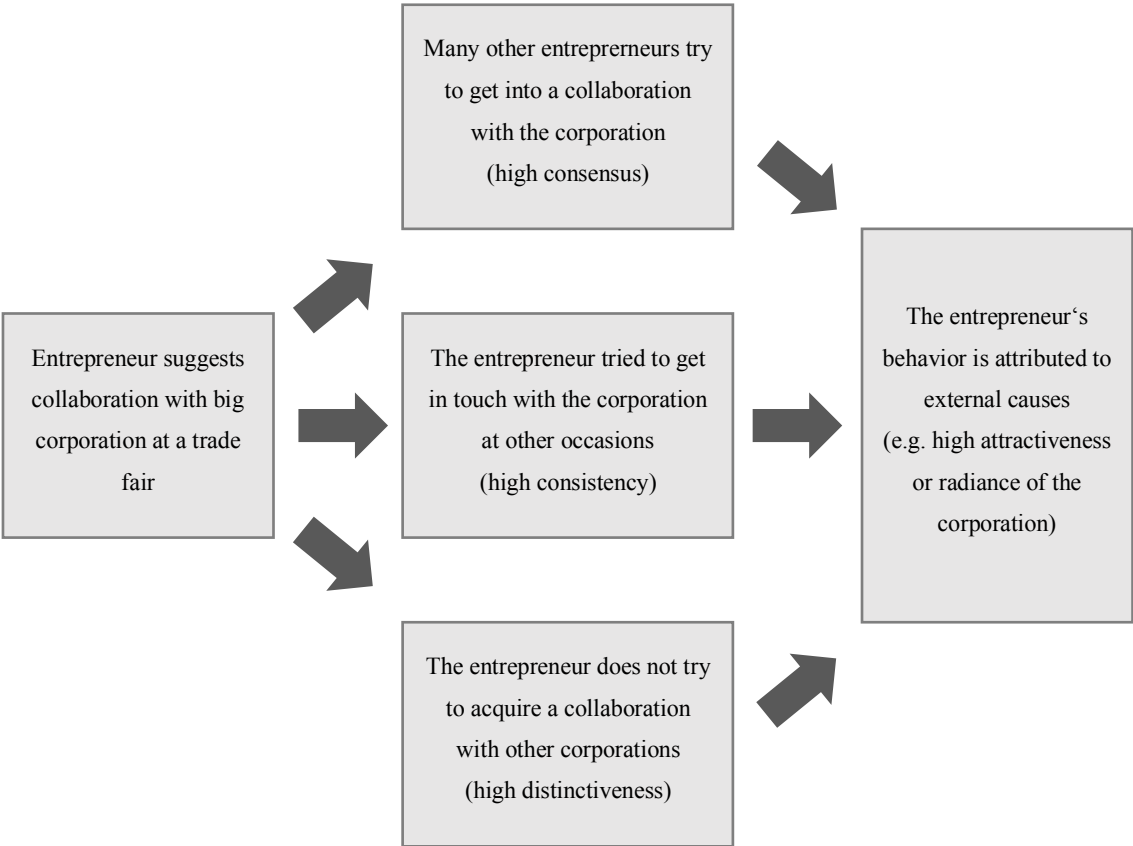 Many other entreprerneurs try
to get into a collaboration
with the corporation
(high consensus)
Entrepreneur suggests
collaboration with big
corporation at a trade
fair
The entrepreneur tried to get
in touch with the corporation
at other occasions
(high consistency)
The entrepreneur‘s
behavior is attributed to
external causes
(e.g. high attractiveness
or radiance of the
corporation)
The entrepreneur does not try
to acquire a collaboration
with other corporations
(high distinctiveness)